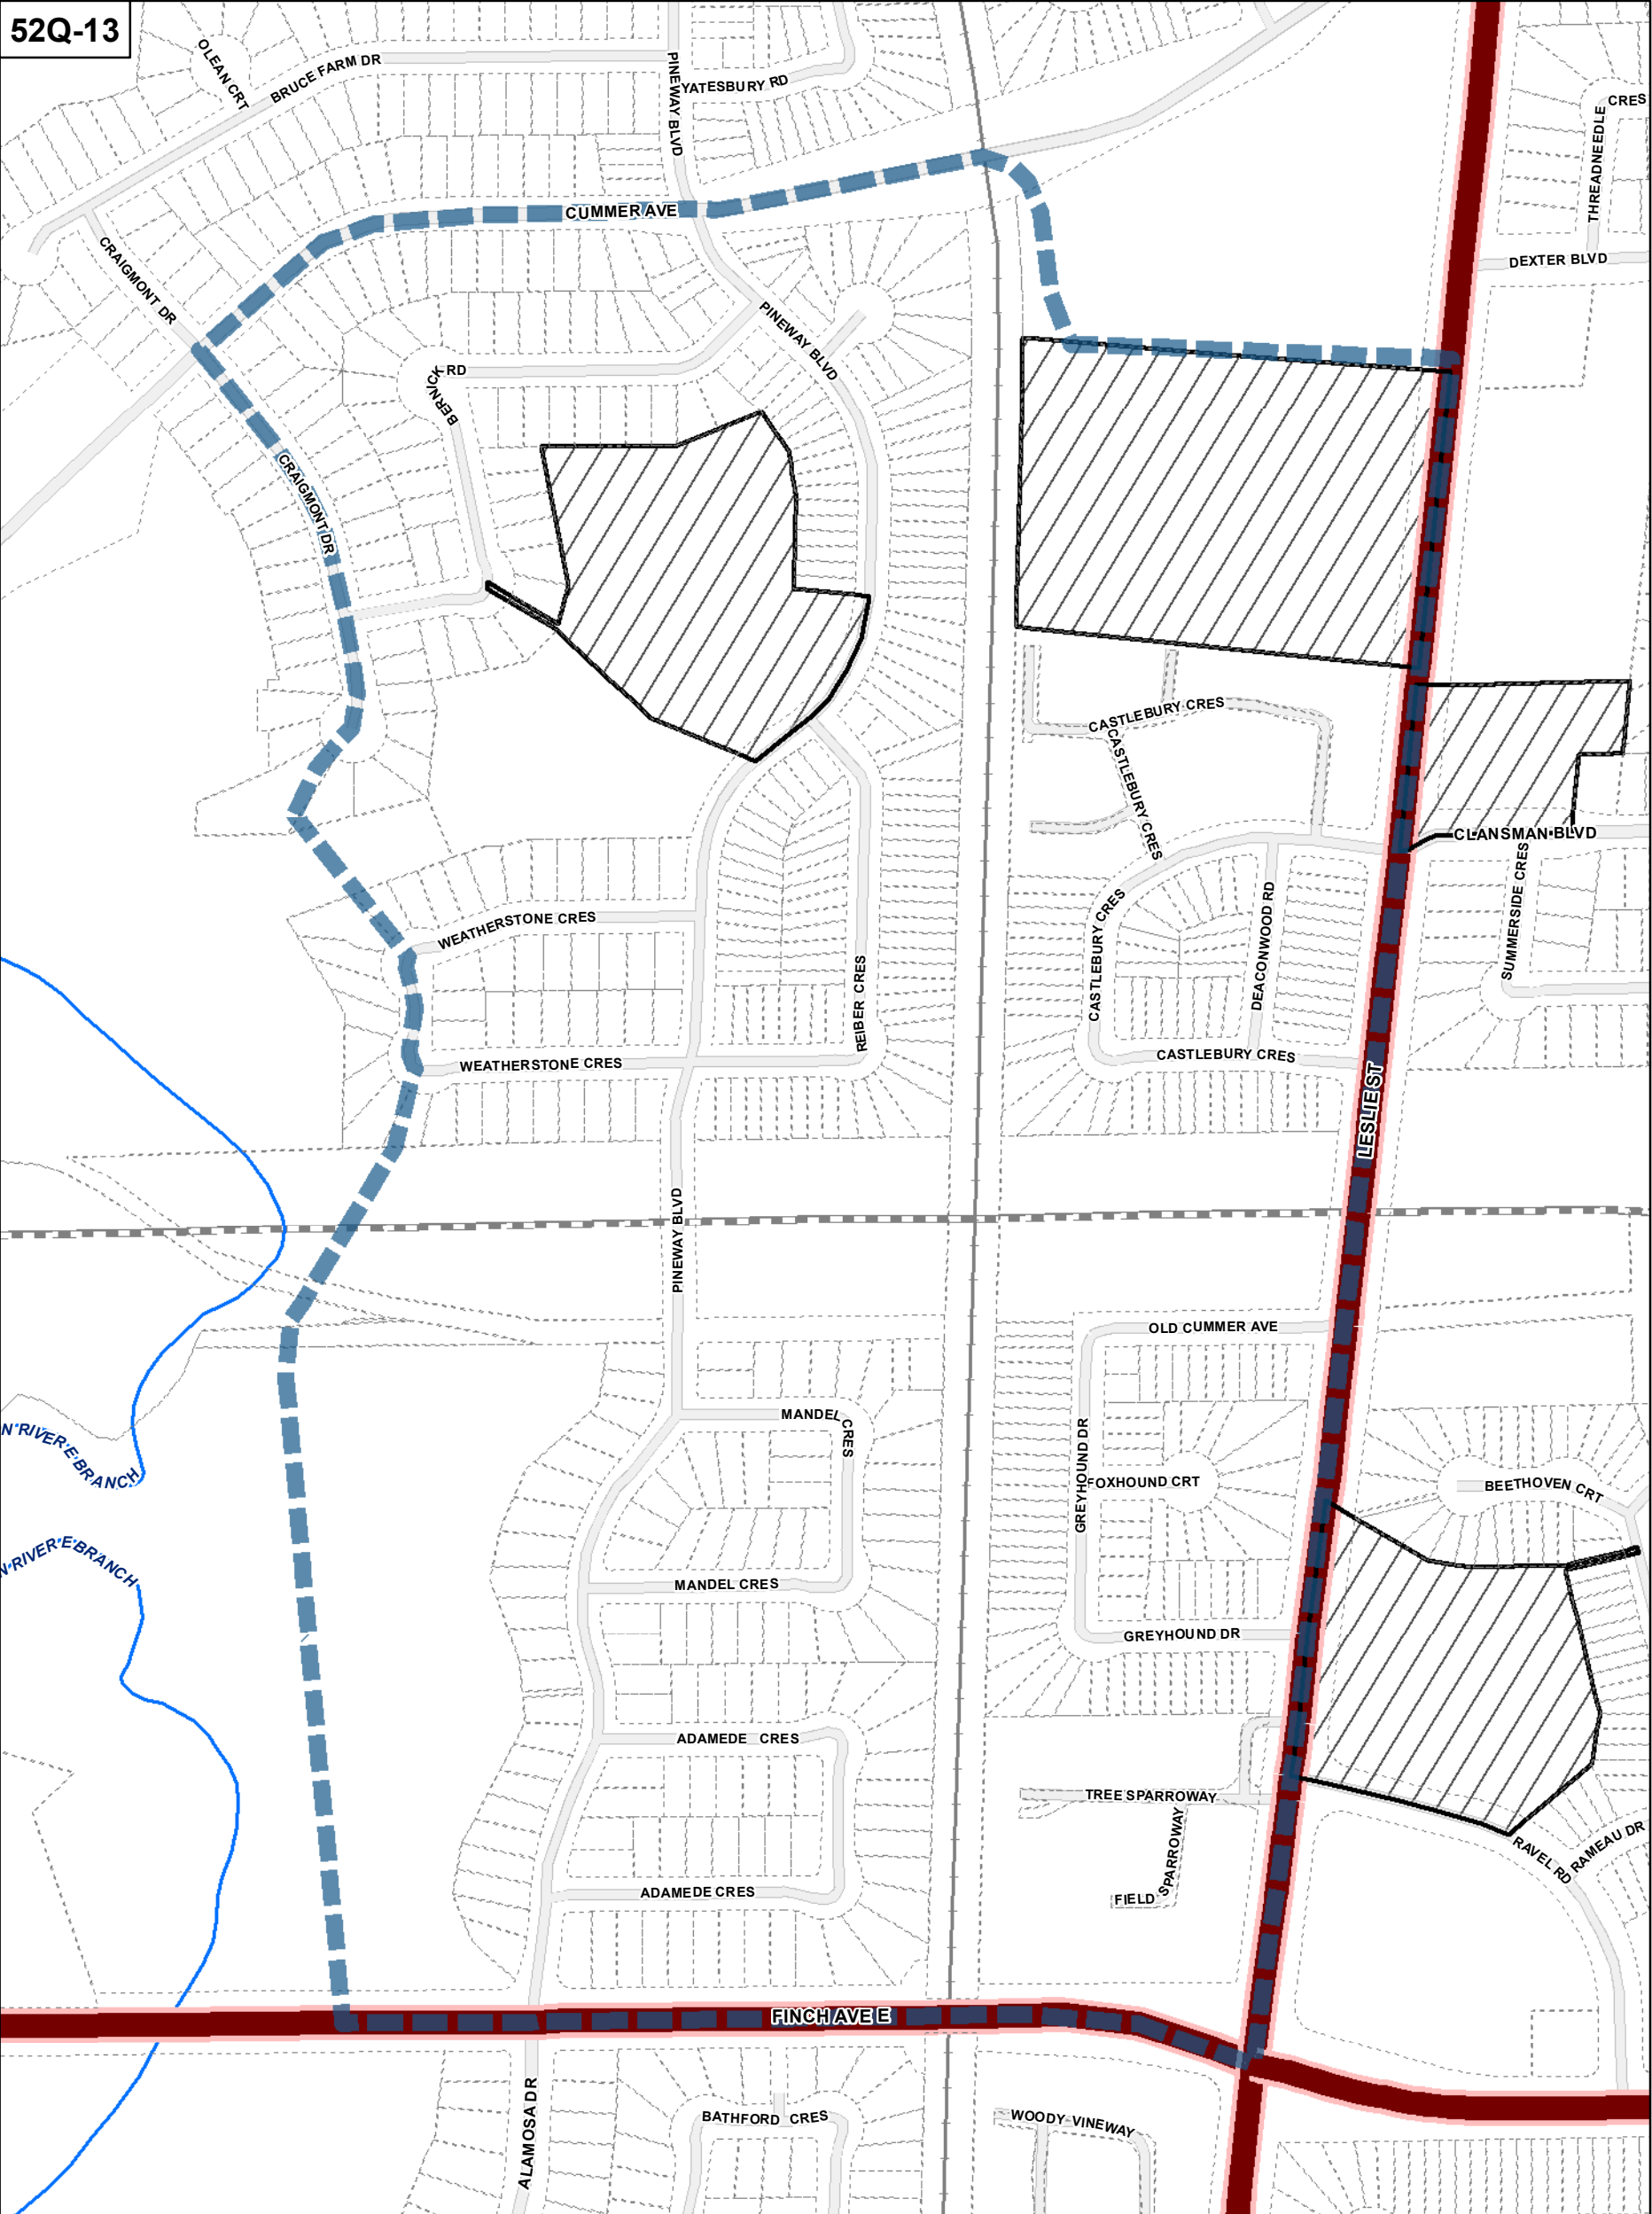 52Q-13
OLEAN CRT
BRUCE FARM DR
PINEWAY BLVD
YATESBURY RD
CRES
THREADNEEDLE
CUMMER AVE
CRAIGMONT DR
DEXTER BLVD
PINEWAY BLVD
BERNICK RD
CRAIGMONT DR
CASTLEBURY CRES
CASTLEBURY CRES
CLANSMAN BLVD
SUMMERSIDE CRES
CASTLEBURY CRES
DEACONWOOD RD
WEATHERSTONE CRES
REIBER CRES
CASTLEBURY CRES
WEATHERSTONE CRES
LESLIE ST
PINEWAY BLVD
OLD CUMMER AVE
MANDEL CRES
GREYHOUND DR
FOXHOUND CRT
BEETHOVEN CRT
N RIVER E BRANCH
N RIVER E BRANCH
MANDEL CRES
GREYHOUND DR
ADAMEDE CRES
TREE SPARROWAY
FIELD SPARROWAY
RAVEL RD
RAMEAU DR
ADAMEDE CRES
FINCH AVE E
ALAMOSA DR
BATHFORD CRES
WOODY VINEWAY